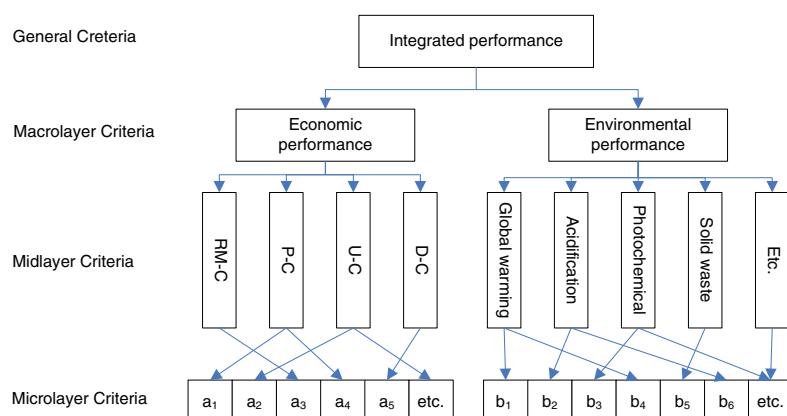 General Creteria
Integrated performance
Macrolayer Criteria
Economic
performance
Environmental
performance
Midlayer Criteria
RM-C
P-C
U-C
D-C
Global warming
Acidification
Photochemical
Solid waste
Etc.
Microlayer Criteria
a₁
a₂
a₃
a₄
a₅
etc.
b₁
b₂
b₃
b₄
b₅
b₆
etc.